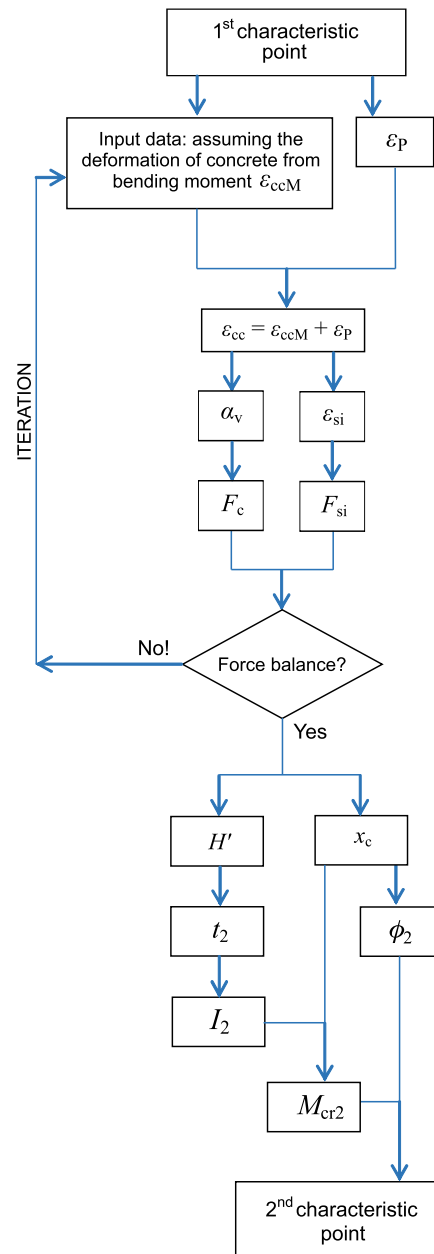 1st characteristic
point
Input data: assuming the
deformation of concrete from
bending moment εccM
εP
εcc = εccM + εP
αv
εsi
Fc
Fsi
ITERATION
No!
Force balance?
Yes
H'
xc
t2
ϕ2
I2
Mcr2
2nd characteristic
point